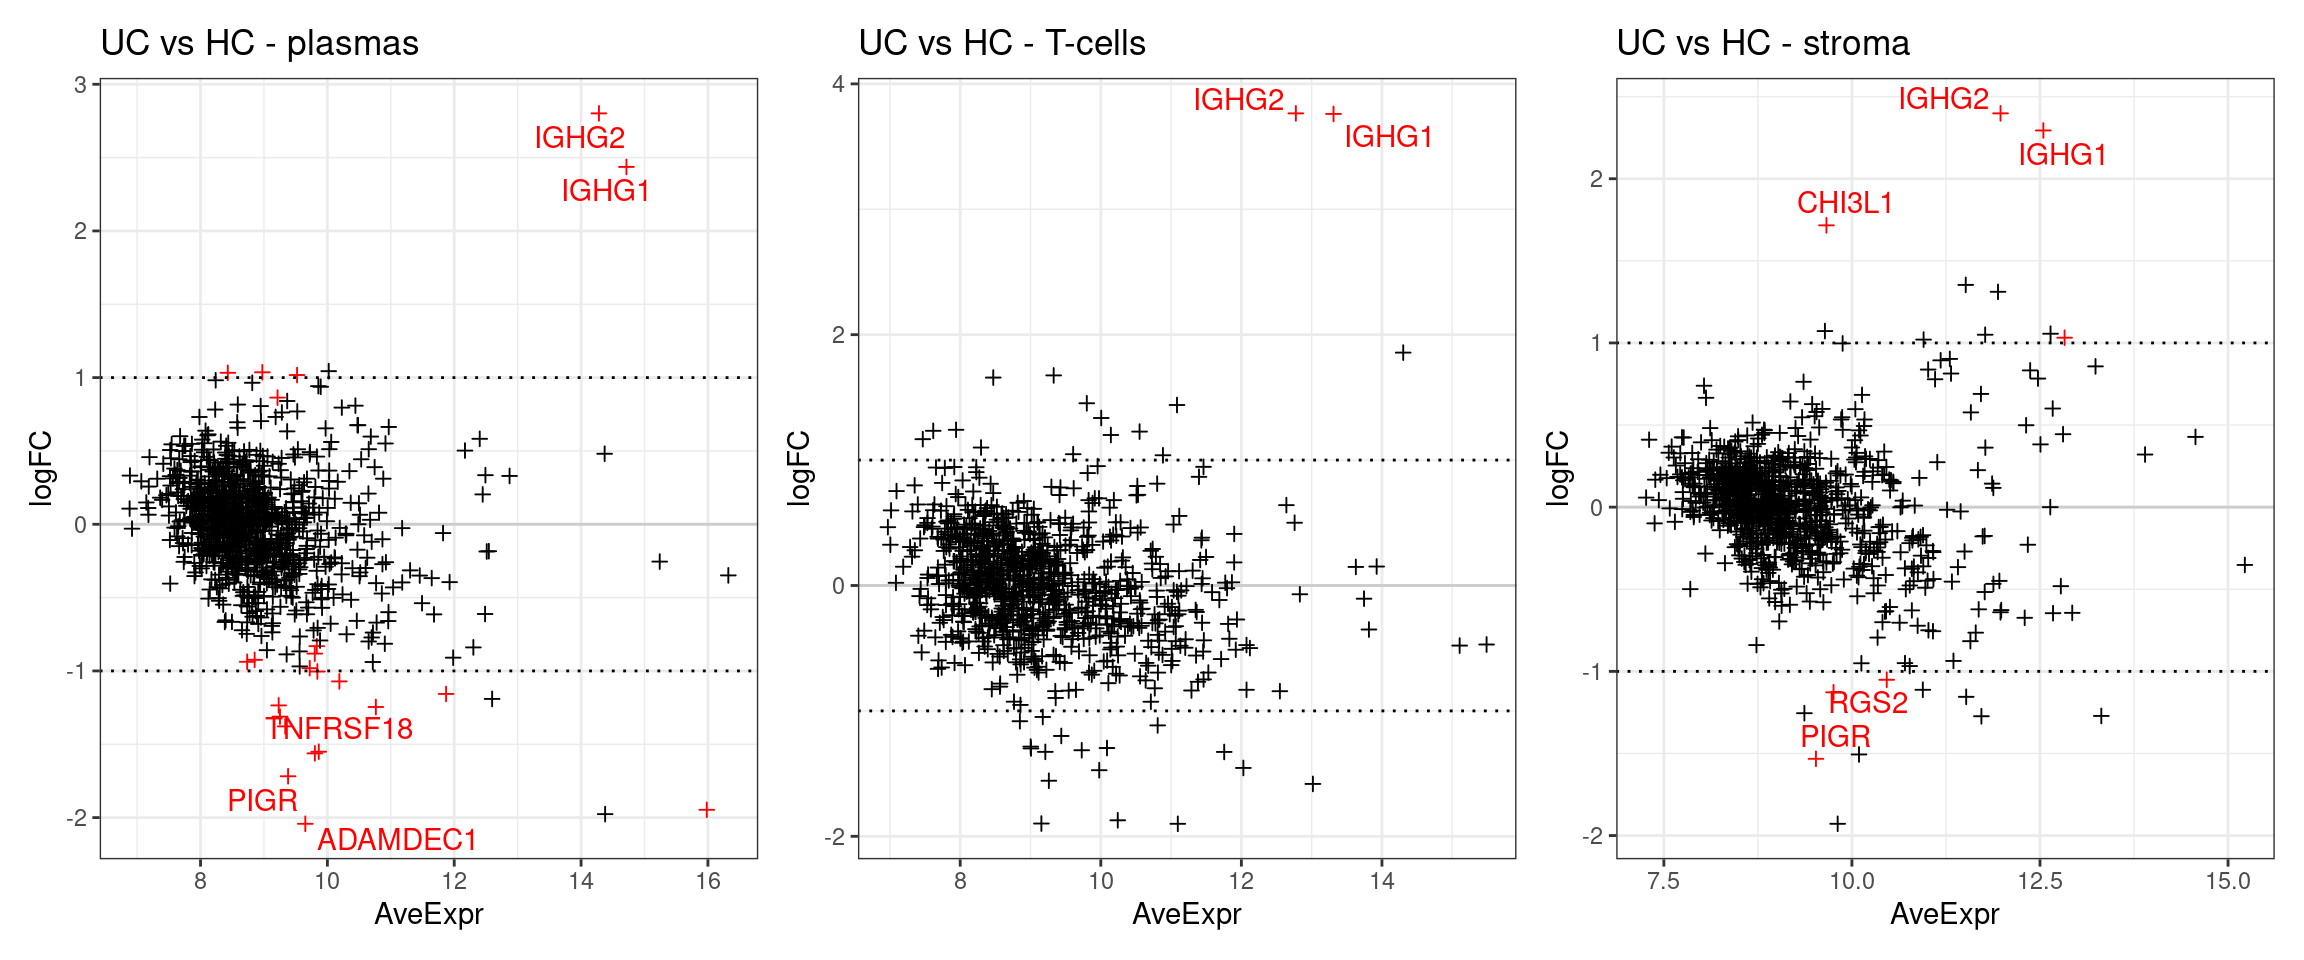 UC vs HC - plasmas
logFC
3
2
1
0
-1
-2
IGHG2
IGHG1
TNFRSF18
PIGR
ADAMDEC1
8 10 12 14 16
AveExpr
UC vs HC - T-cells
logFC
4
2
0
-2
IGHG2
IGHG1
8 10 12 14
AveExpr
UC vs HC - stroma
logFC
2
1
0
-1
-2
IGHG2
IGHG1
CHI3L1
RGS2
PIGR
7.5 10.0 12.5 15.0
AveExpr